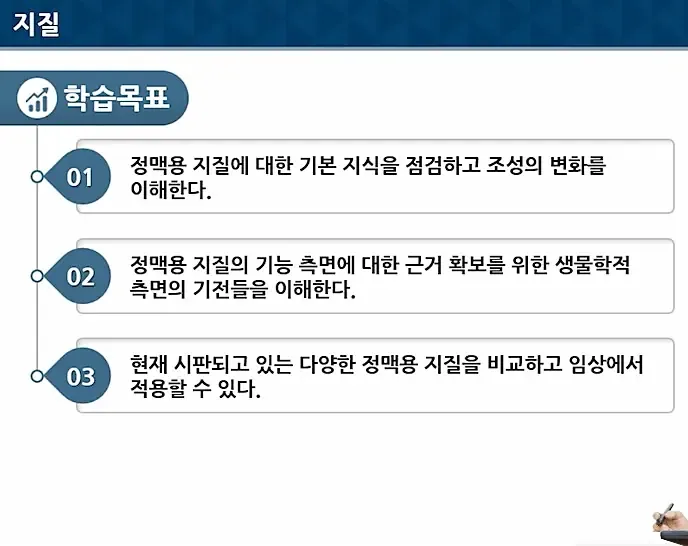 지질
학습목표
01
정맥용 지질에 대한 기본 지식을 점검하고 조성의 변화를
이해한다.
02
정맥용 지질의 기능 측면에 대한 근거 확보를 위한 생물학적
측면의 기전들을 이해한다.
03
현재 시판되고 있는 다양한 정맥용 지질을 비교하고 임상에서
적용할 수 있다.